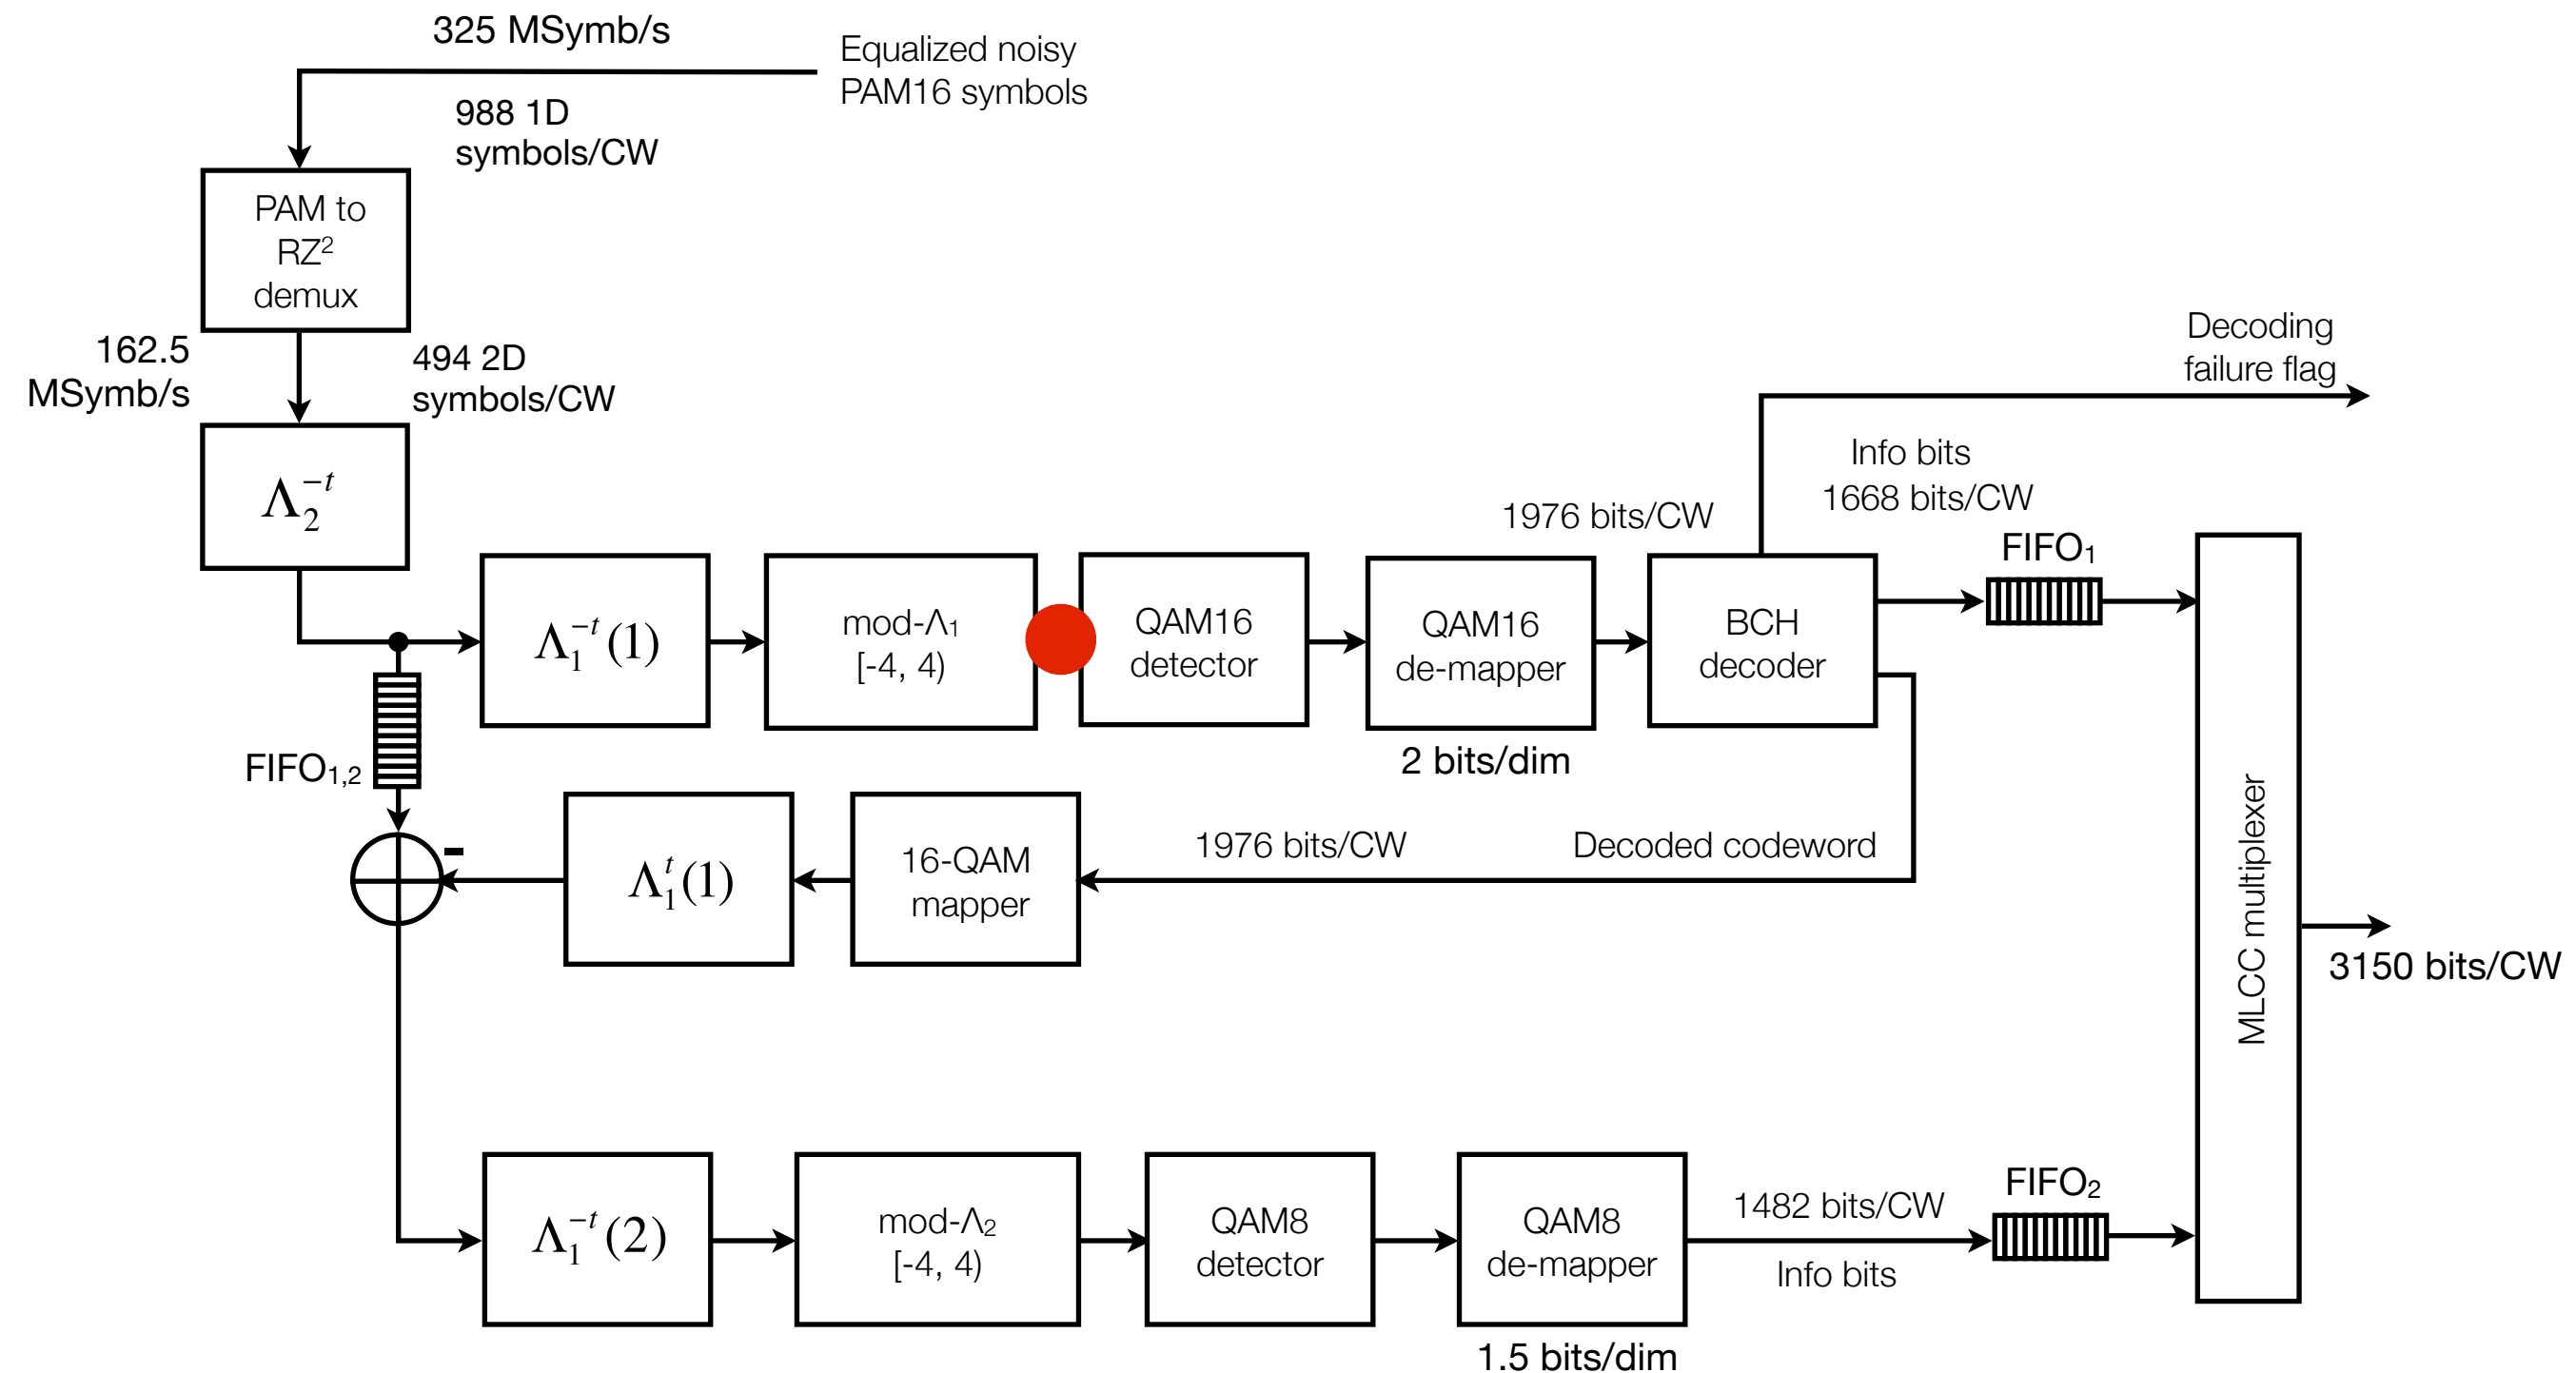 325 MSymb/s
Equalized noisy
PAM16 symbols
988 1D
symbols/CW
PAM to
RZ²
demux
162.5
MSymb/s
494 2D
symbols/CW
Λ₂⁻ᵗ
Decoding
failure flag
Info bits
1668 bits/CW
1976 bits/CW
FIFO₁
Λ₁⁻ᵗ(1)
mod-Λ₁
[-4, 4)
QAM16
detector
QAM16
de-mapper
2 bits/dim
BCH
decoder
FIFO₁,₂
-
Λ₁ᵗ(1)
16-QAM
mapper
1976 bits/CW
Decoded codeword
MLCC multiplexer
3150 bits/CW
Λ₁⁻ᵗ(2)
mod-Λ₂
[-4, 4)
QAM8
detector
QAM8
de-mapper
1.5 bits/dim
1482 bits/CW
Info bits
FIFO₂